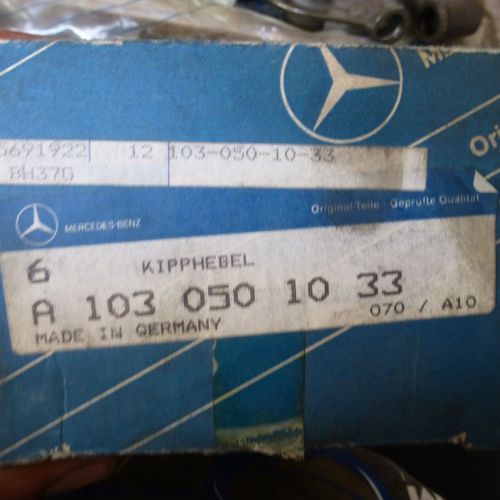 5691922 12 103-050-10-33
BH37G
MERCEDES-BENZ
Original-Teile · Geprüfte Qualität
6 KIPPHEBEL
A 103 050 10 33
MADE IN GERMANY 070 / A10